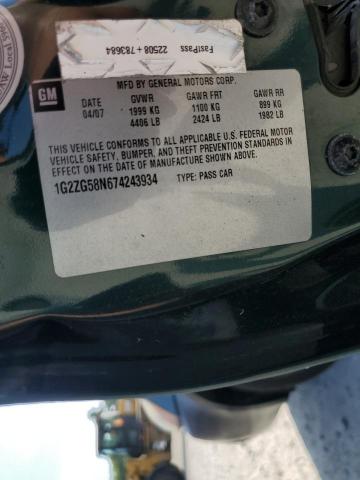 FastPass
22508+783684
GM
MFD BY GENERAL MOTORS CORP.
DATE GVWR GAWR FRT GAWR RR
04/07 1999 KG 1100 KG 899 KG
4406 LB 2424 LB 1982 LB
THIS VEHICLE CONFORMS TO ALL APPLICABLE U.S. FEDERAL MOTOR
VEHICLE SAFETY, BUMPER, AND THEFT PREVENTION STANDARDS IN
EFFECT ON THE DATE OF MANUFACTURE SHOWN ABOVE.
1G2ZG58N674243934 TYPE: PASS CAR